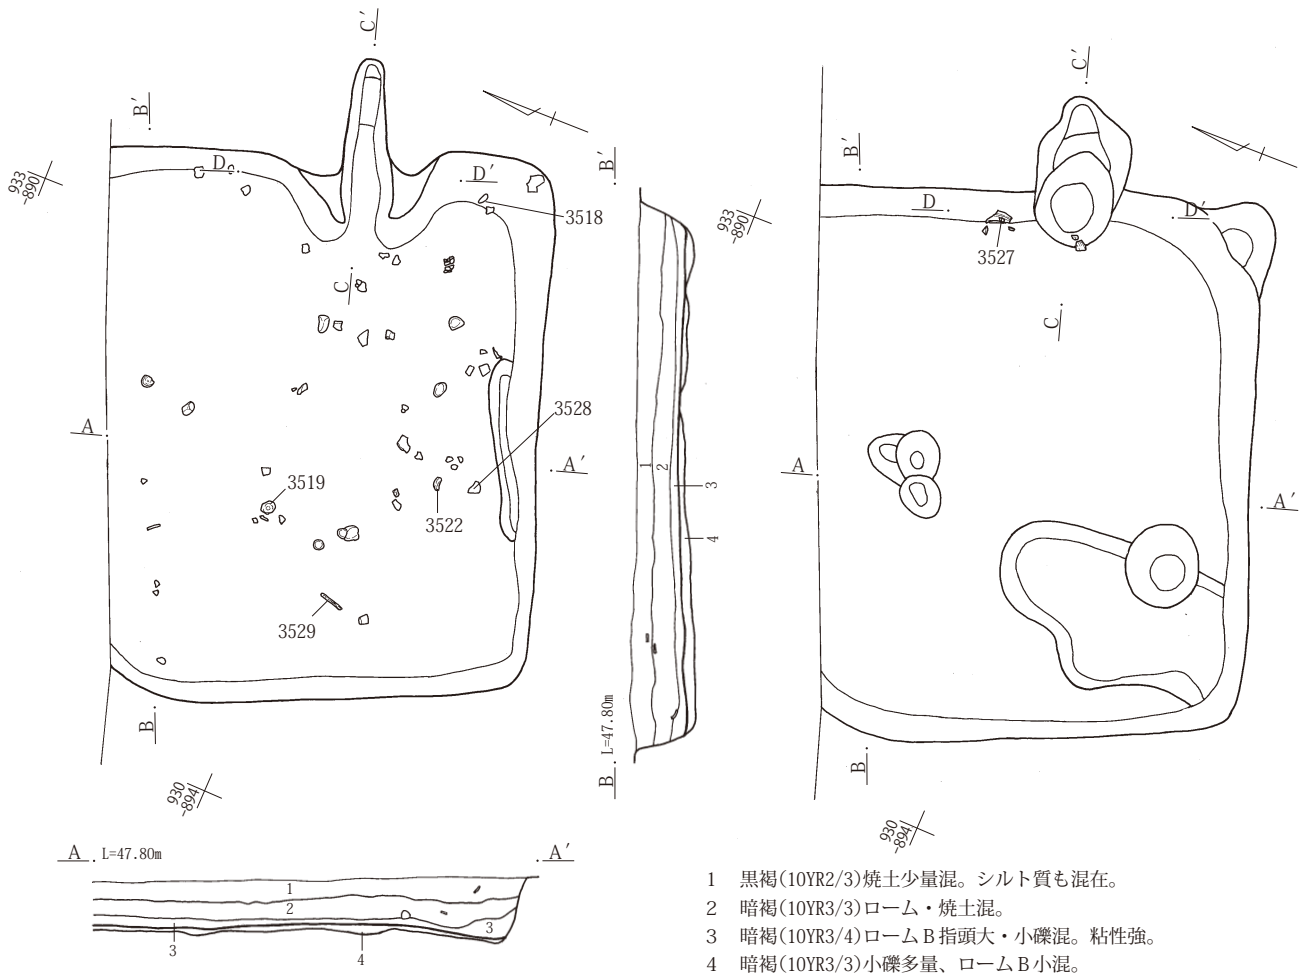 C′
B′
933
-890
D
D′
3518
C
3528
A
A′
3519
3522
3529
B
930
-894
B′
1
2
3
4
B L=47.80m
C′
B′
933
-890
D
D′
3527
C
A
A′
B
930
-894
A L=47.80m
A′
1
2
3
3
4
1 黒褐(10YR2/3)焼土少量混。シルト質も混在。
2 暗褐(10YR3/3)ローム・焼土混。
3 暗褐(10YR3/4)ロームB指頭大・小礫混。粘性強。
4 暗褐(10YR3/3)小礫多量、ロームB小混。